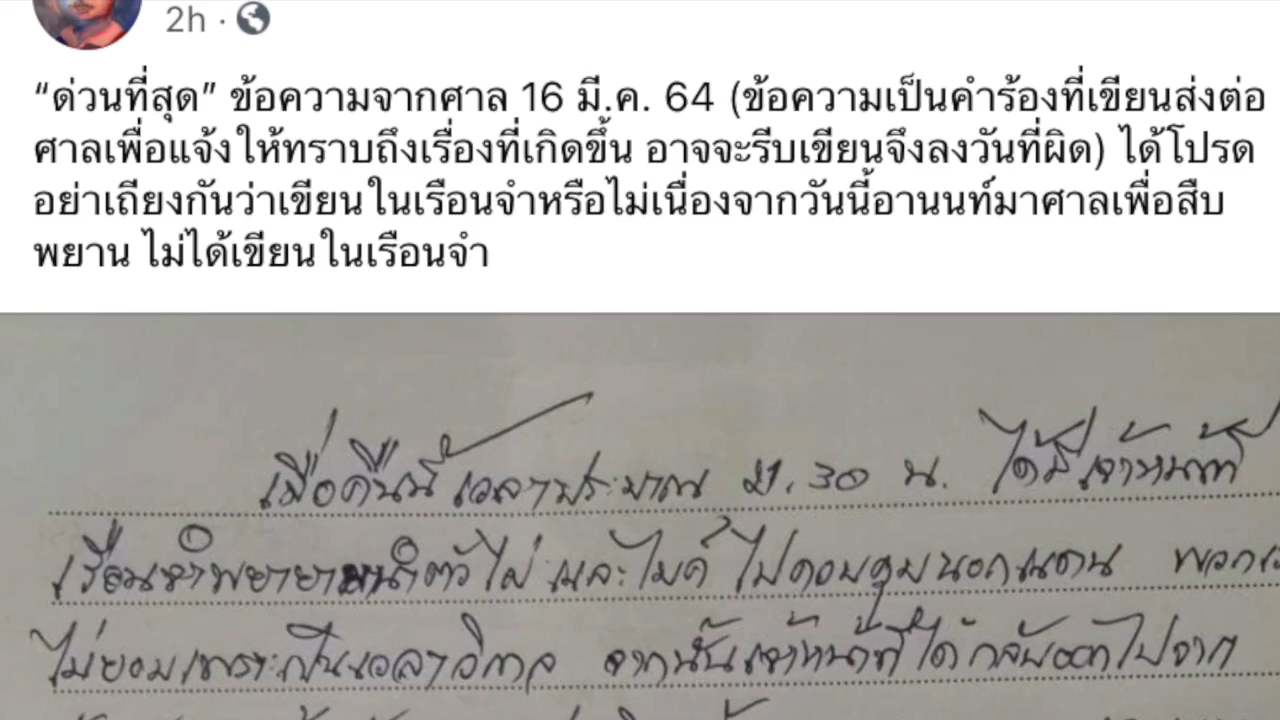 2h ·
“ด่วนที่สุด” ข้อความจากศาล 16 มี.ค. 64 (ข้อความเป็นคำร้องที่เขียนส่งต่อ
ศาลเพื่อแจ้งให้ทราบถึงเรื่องที่เกิดขึ้น อาจจะรีบเขียนจึงลงวันที่ผิด) ได้โปรด
อย่าเถียงกันว่าเขียนในเรือนจำหรือไม่เนื่องจากวันนี้อานนท์มาศาลเพื่อสืบ
พยาน ไม่ได้เขียนในเรือนจำ
เมื่อคืนนี้ เวลาประมาณ 21.30 น. ได้มีเจ้าหน้าที่
เรือนจำพยายามนำตัวไผ่ และไมค์ ไปควบคุมนอกแดน
ไม่ยอมเพราะเป็นเวลาวิกาล จากนั้นเจ้าหน้าที่ได้กลับออกไปจาก